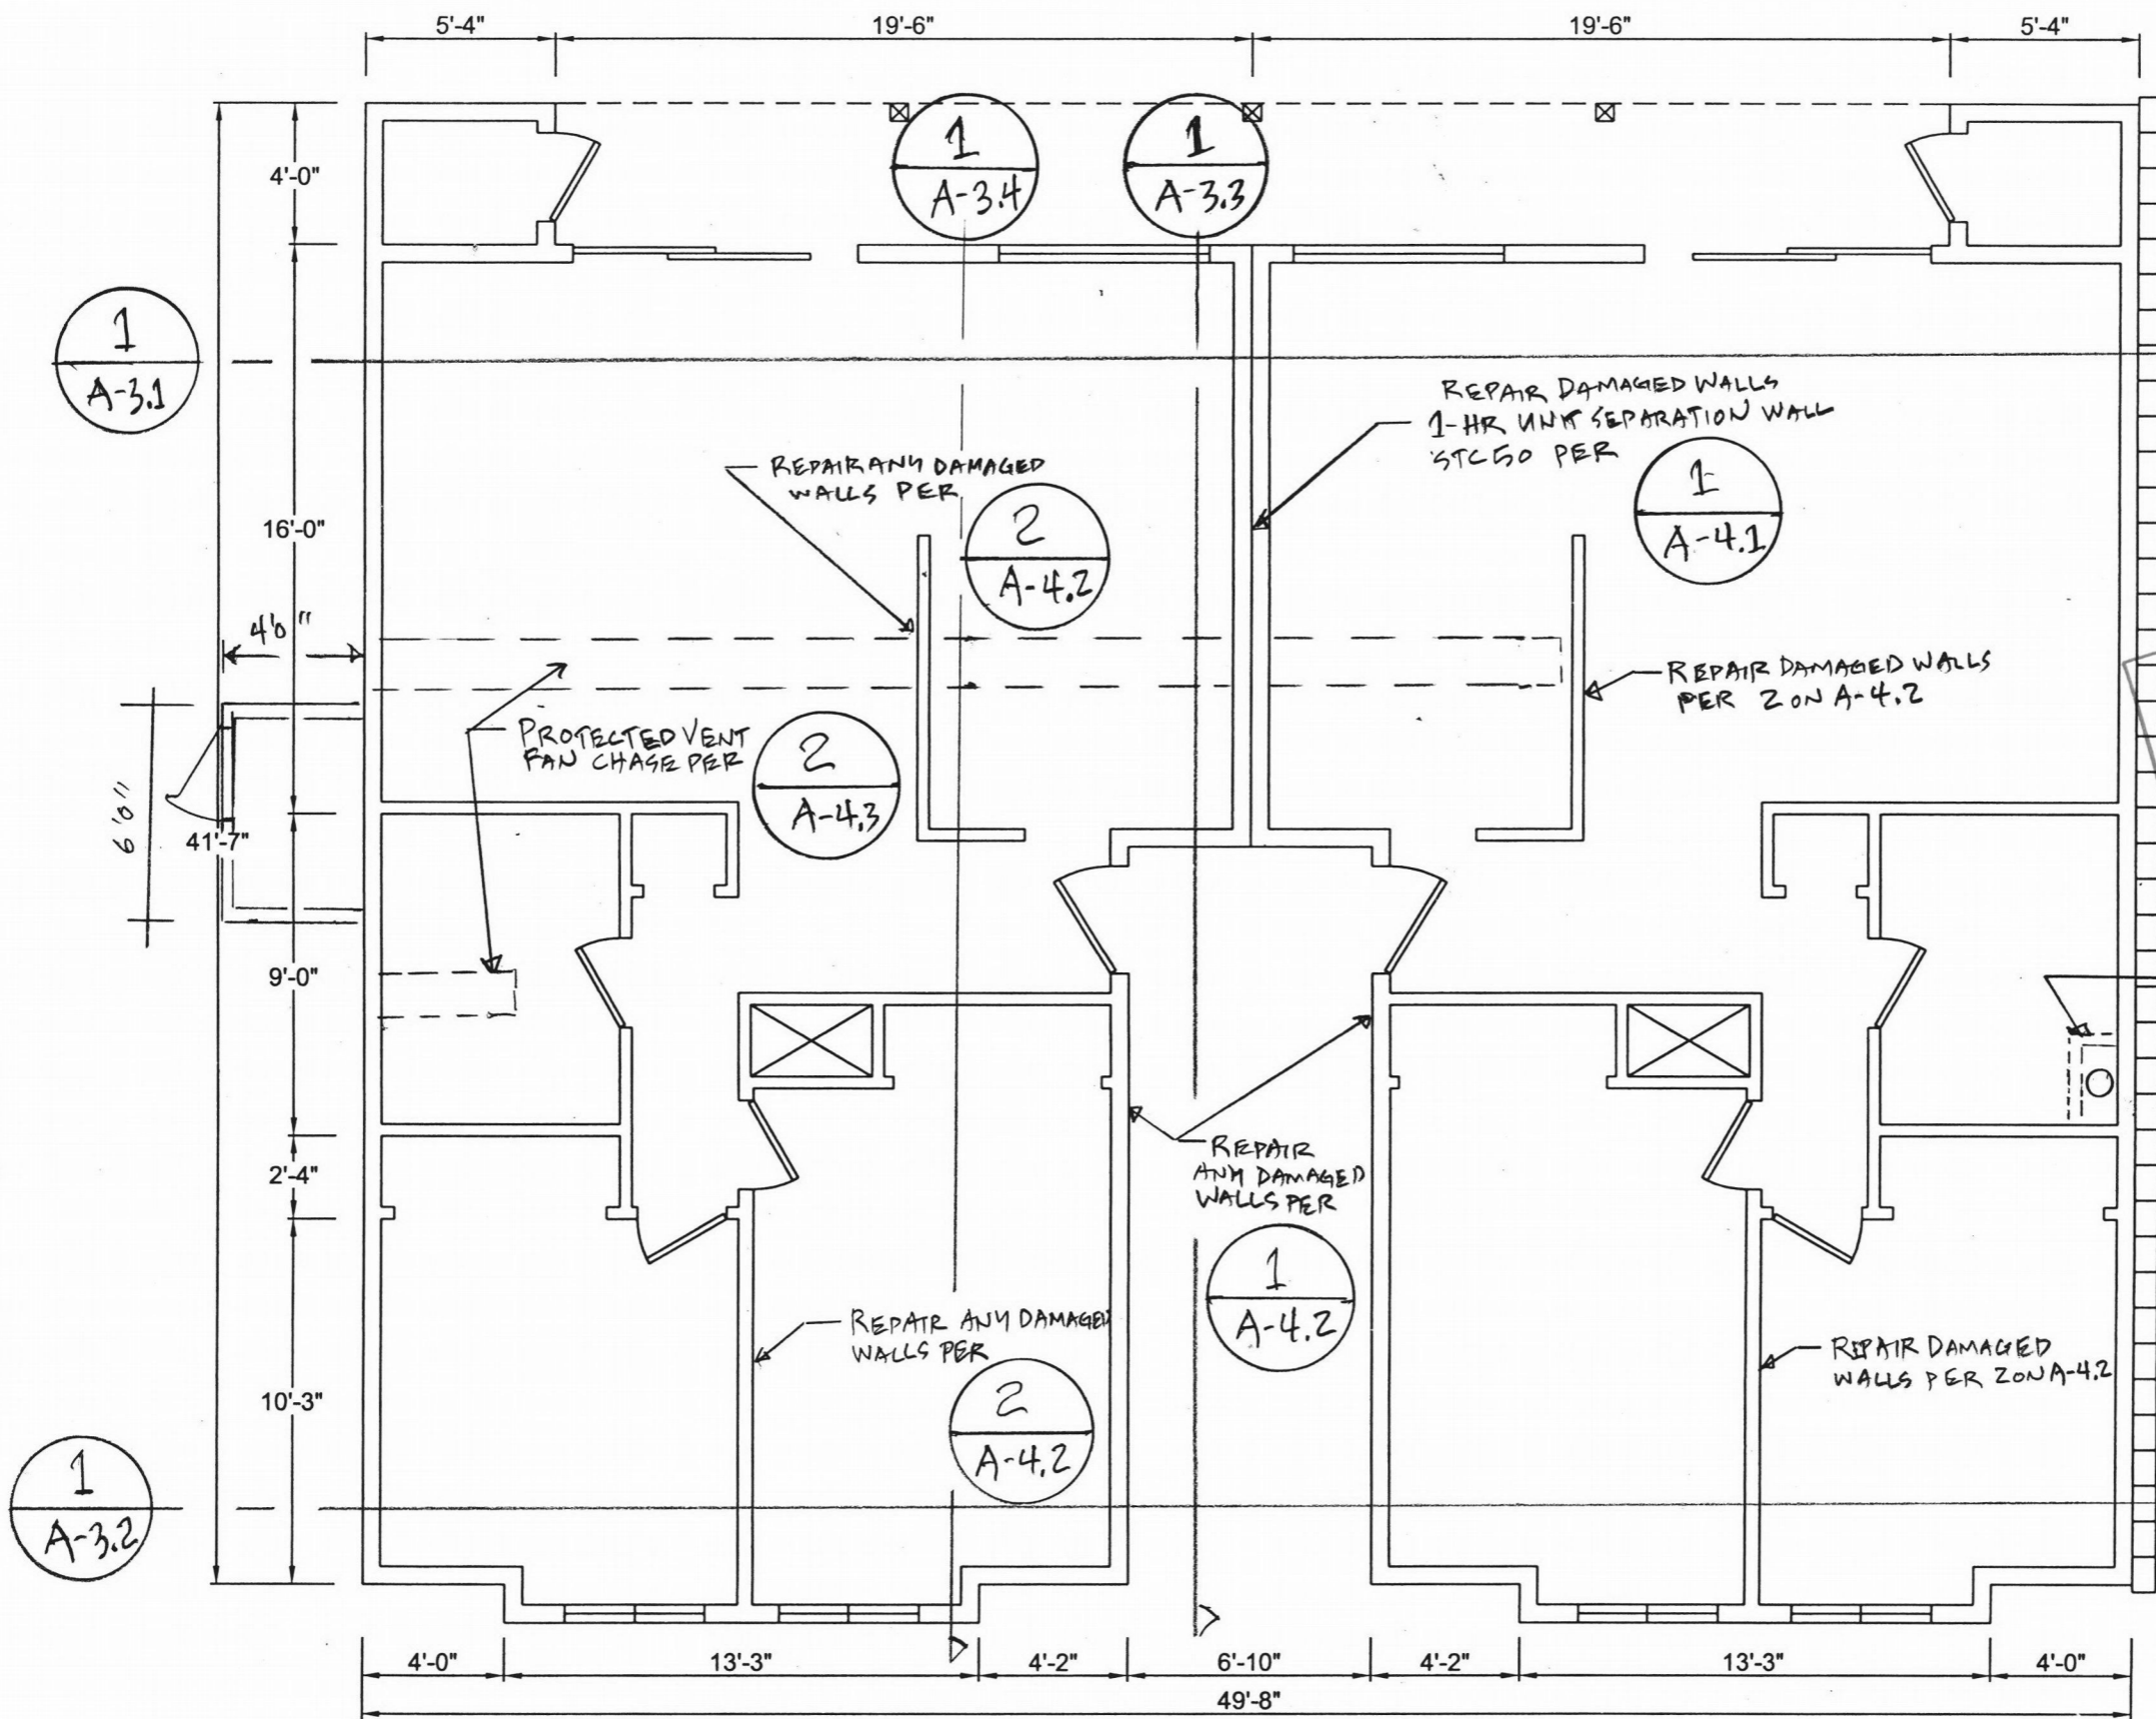 5'-4"
19'-6"
19'-6"
5'-4"
4'-0"
1
A-3.4
1
A-3.3
1
A-3.1
REPAIR DAMAGED WALLS
1-HR UNIT SEPARATION WALL
STC 50 PER
1
A-4.1
REPAIR ANY DAMAGED
WALLS PER
2
A-4.2
16'-0"
4'0"
REPAIR DAMAGED WALLS
PER 2 ON A-4.2
PROTECTED VENT
FAN CHASE PER
2
A-4.3
6'0"
41'-7"
9'-0"
2'-4"
REPAIR
ANY DAMAGED
WALLS PER
1
A-4.2
REPAIR ANY DAMAGED
WALLS PER
2
A-4.2
REPAIR DAMAGED
WALLS PER 2 ON A-4.2
10'-3"
1
A-3.2
4'-0"
13'-3"
4'-2"
6'-10"
4'-2"
13'-3"
4'-0"
49'-8"